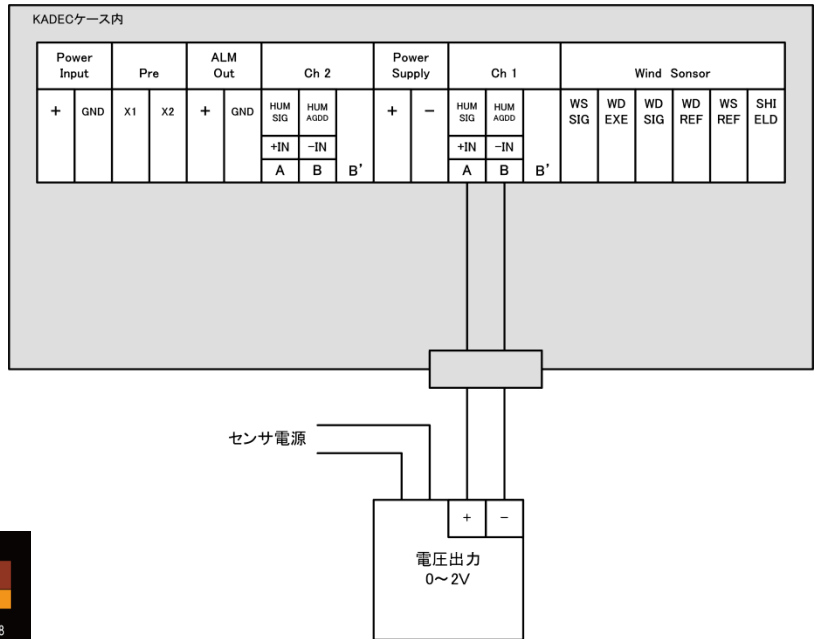 KADECケース内
Power Input
Pre
ALM Out
Ch 2
Power Supply
Ch 1
Wind Sonsor
+
GND
X1
X2
+
GND
HUM SIG
HUM AGDD
+
−
HUM SIG
HUM AGDD
WS SIG
WD EXE
WD SIG
WD REF
WS REF
SHI ELD
+IN
−IN
+IN
−IN
A
B
B'
A
B
B'
センサ電源
+
−
電圧出力
0～2V
8